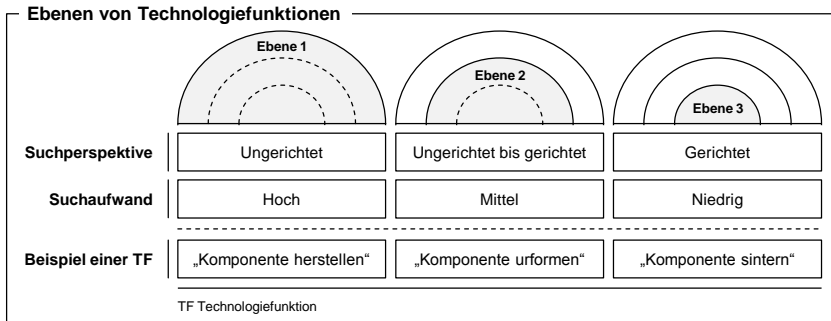 Ebenen von Technologiefunktionen
Ebene 1
Ebene 2
Ebene 3
Suchperspektive
Ungerichtet
Ungerichtet bis gerichtet
Gerichtet
Suchaufwand
Hoch
Mittel
Niedrig
Beispiel einer TF
„Komponente herstellen“
„Komponente urformen“
„Komponente sintern“
TF Technologiefunktion